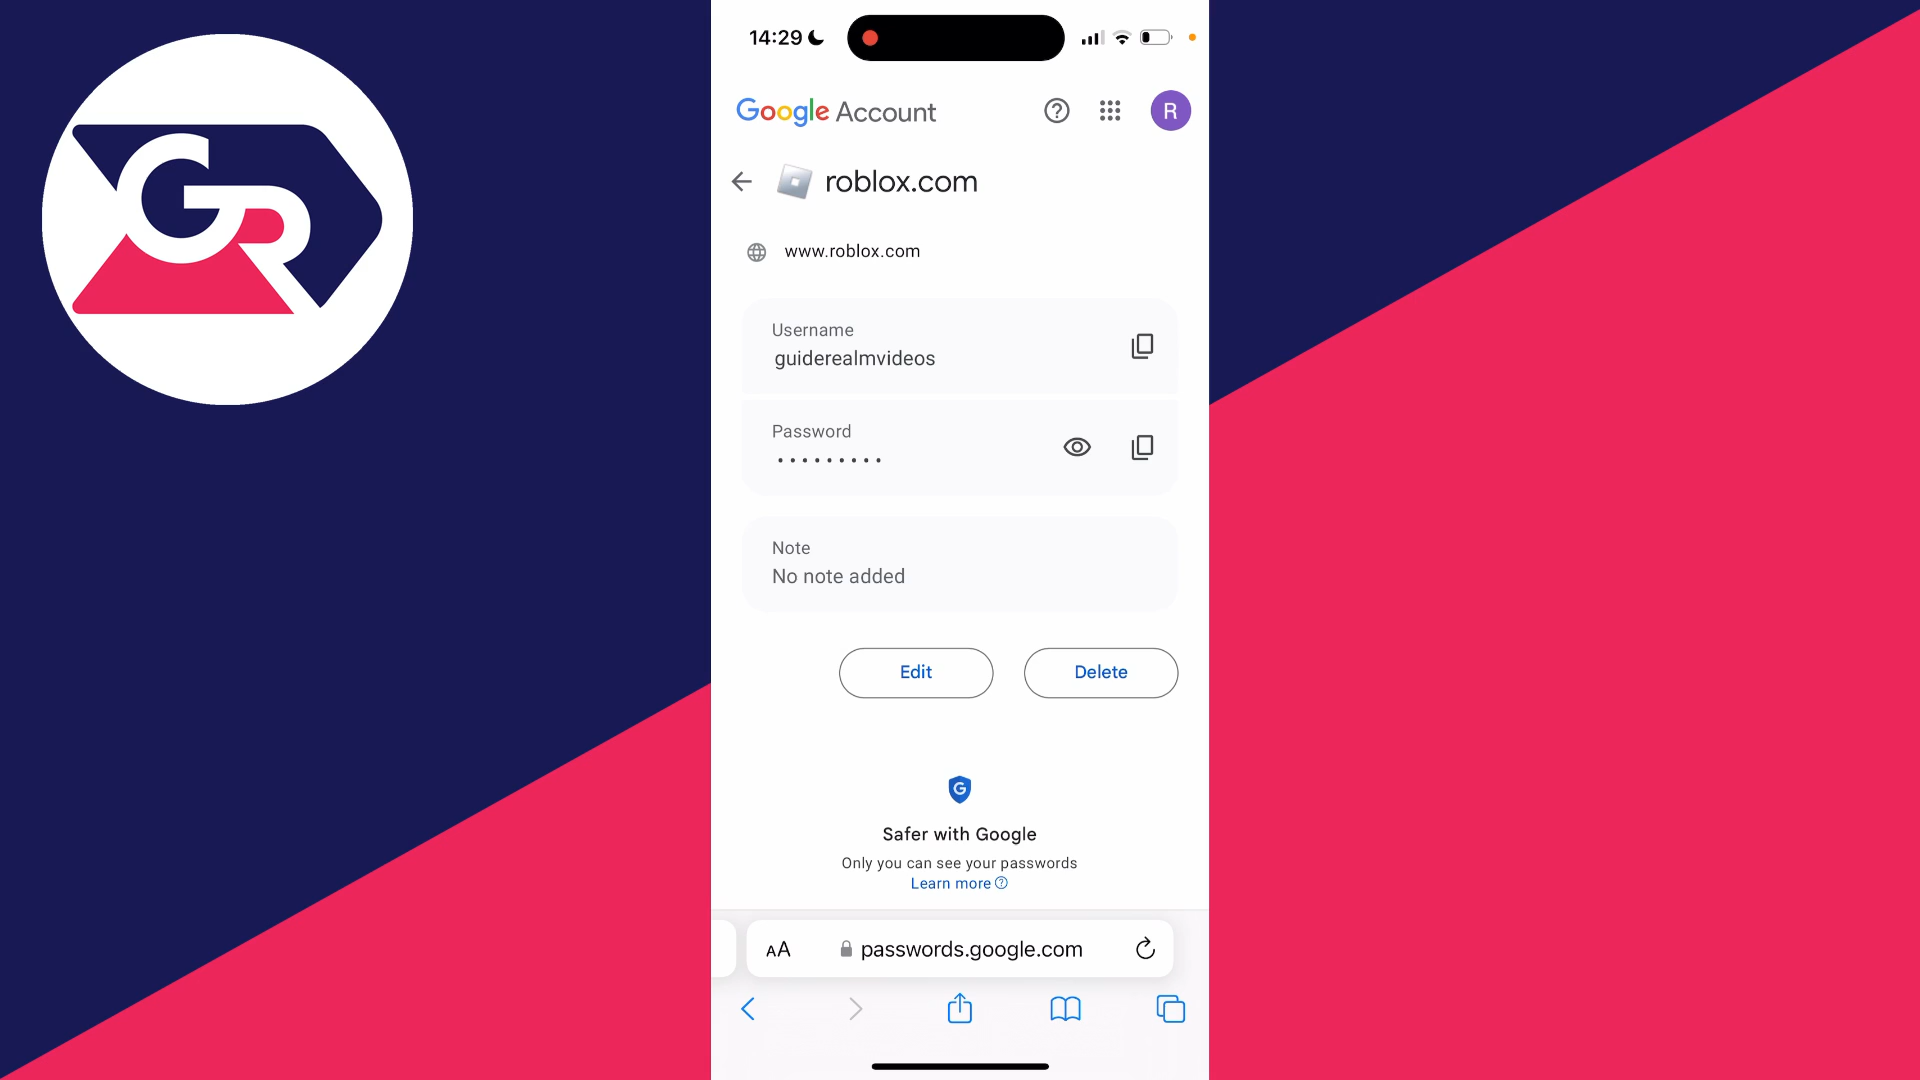 GR
14:29
Google Account
R
roblox.com
www.roblox.com
Username
guiderealmvideos
Password
•••••••••
Note
No note added
Edit
Delete
G
Safer with Google
Only you can see your passwords
Learn more
AA
passwords.google.com